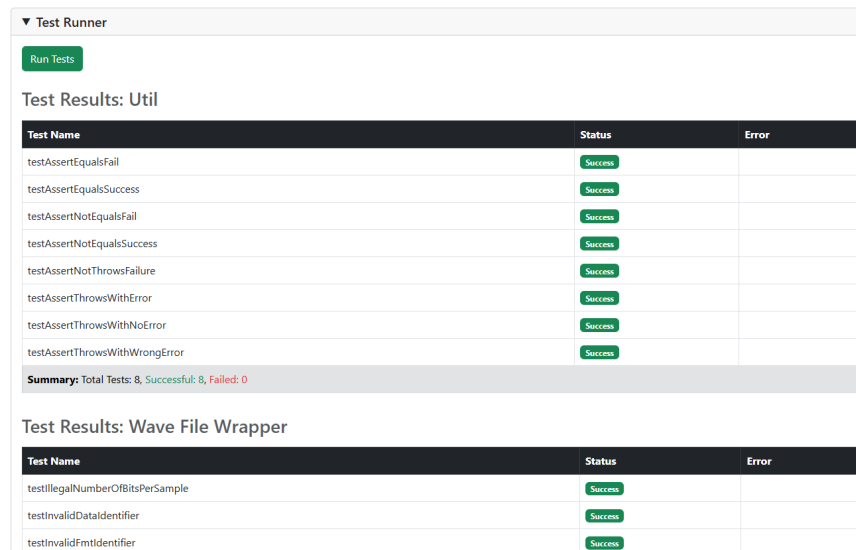 ▼ Test Runner
Run Tests
Test Results: Util
Test Name Status Error
testAssertEqualsFail Success
testAssertEqualsSuccess Success
testAssertNotEqualsFail Success
testAssertNotEqualsSuccess Success
testAssertNotThrowsFailure Success
testAssertThrowsWithError Success
testAssertThrowsWithNoError Success
testAssertThrowsWithWrongError Success
Summary: Total Tests: 8, Successful: 8, Failed: 0
Test Results: Wave File Wrapper
Test Name Status Error
testIllegalNumberOfBitsPerSample Success
testInvalidDataIdentifier Success
testInvalidFmtIdentifier Success